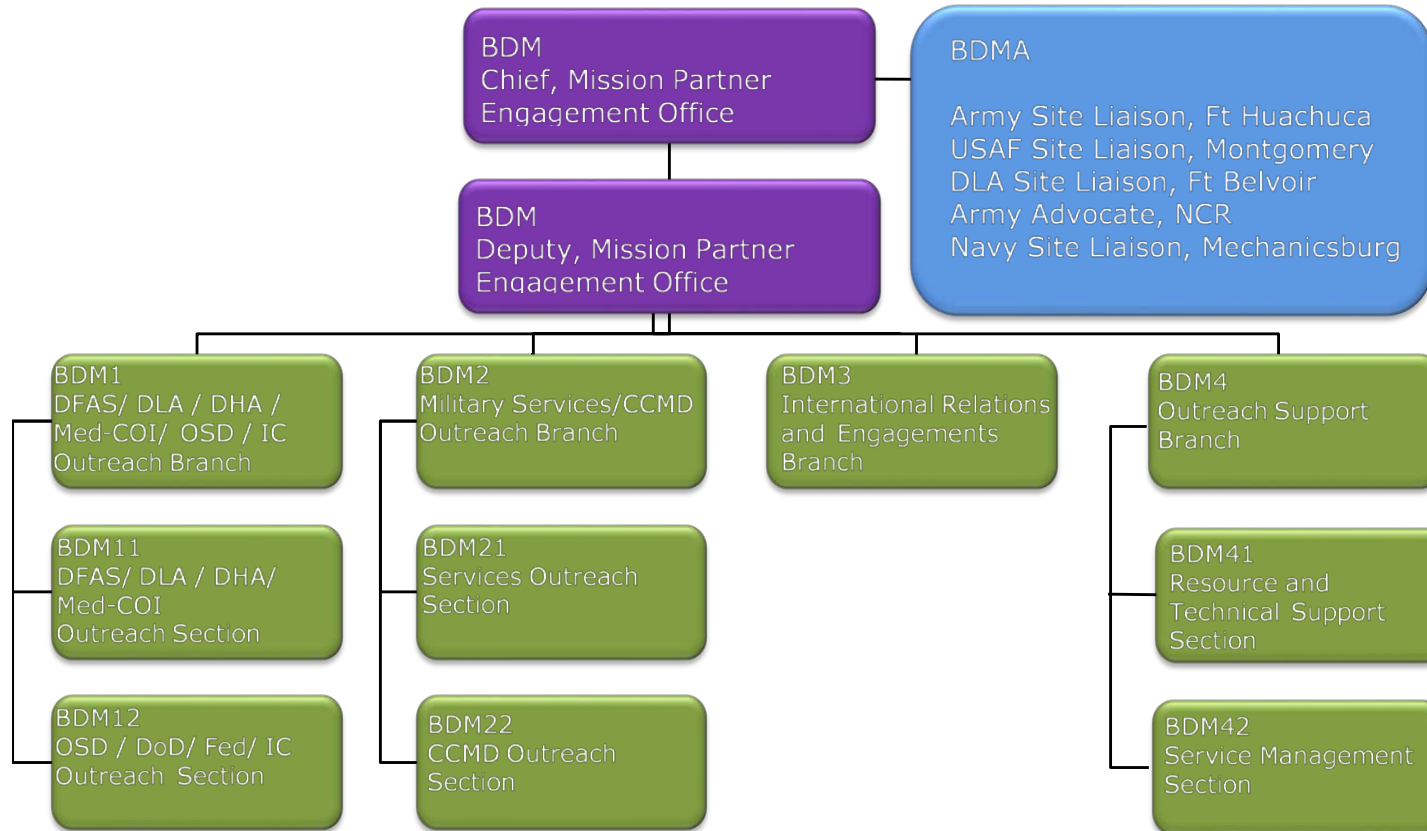 BDM
Chief, Mission Partner
Engagement Office
BDMA
Army Site Liaison, Ft Huachuca
USAF Site Liaison, Montgomery
DLA Site Liaison, Ft Belvoir
Army Advocate, NCR
Navy Site Liaison, Mechanicsburg
BDM
Deputy, Mission Partner
Engagement Office
BDM1
DFAS/ DLA / DHA /
Med-COI/ OSD / IC
Outreach Branch
BDM2
Military Services/CCMD
Outreach Branch
BDM3
International Relations
and Engagements
Branch
BDM4
Outreach Support
Branch
BDM11
DFAS/ DLA / DHA/
Med-COI
Outreach Section
BDM21
Services Outreach
Section
BDM41
Resource and
Technical Support
Section
BDM12
OSD / DoD/ Fed/ IC
Outreach Section
BDM22
CCMD Outreach
Section
BDM42
Service Management
Section